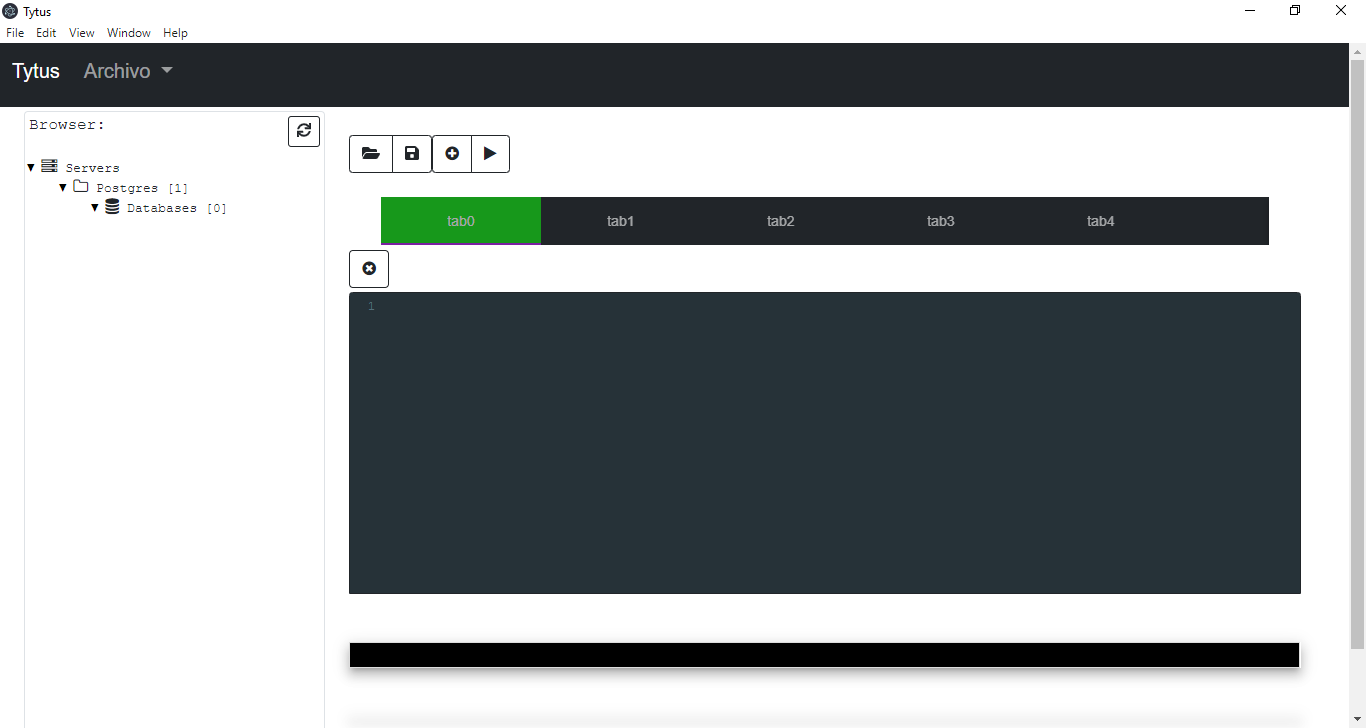 Tytus
File Edit View Window Help
Tytus Archivo
Browser:
Servers
Postgres [1]
Databases [0]
tab0 tab1 tab2 tab3 tab4
1